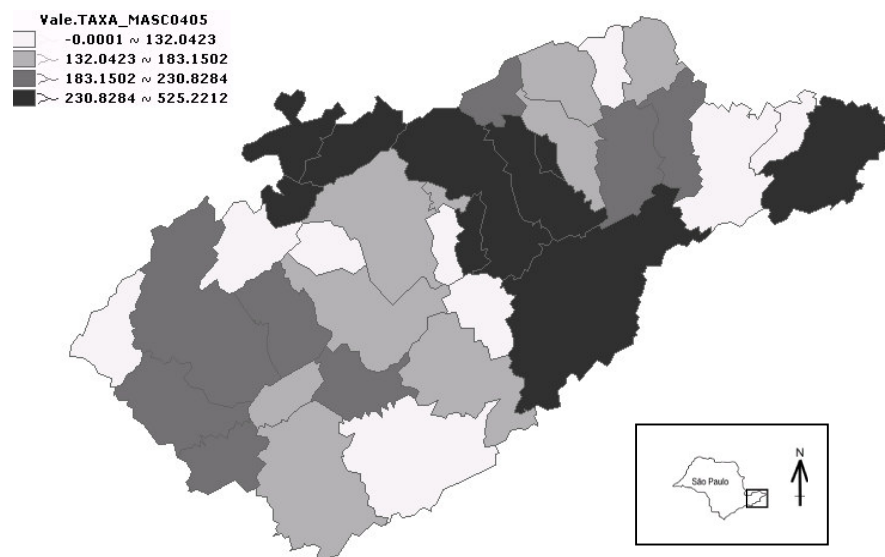 Vale.TAXA_MASC0405
-0.0001 ~ 132.0423
132.0423 ~ 183.1502
183.1502 ~ 230.8284
230.8284 ~ 525.2212
São Paulo
N